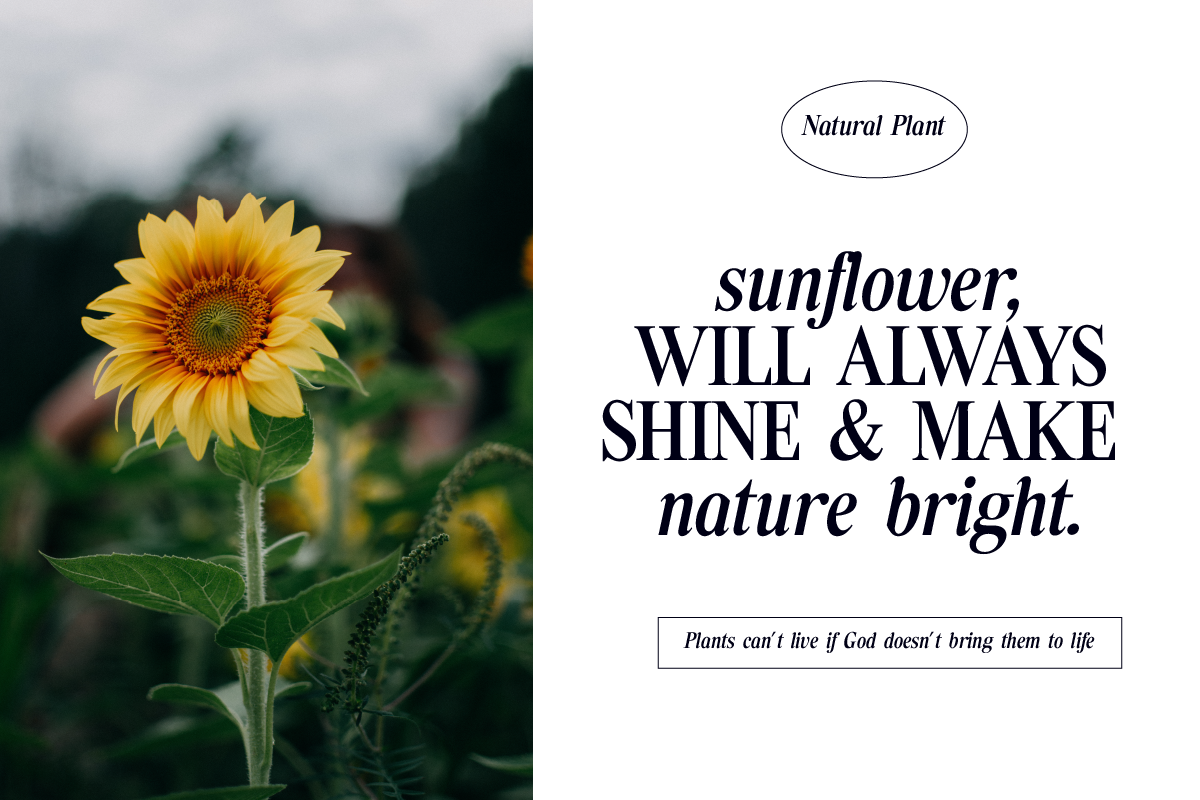 Natural Plant
sunflower,
WILL ALWAYS
SHINE & MAKE
nature bright.
Plants can't live if God doesn't bring them to life